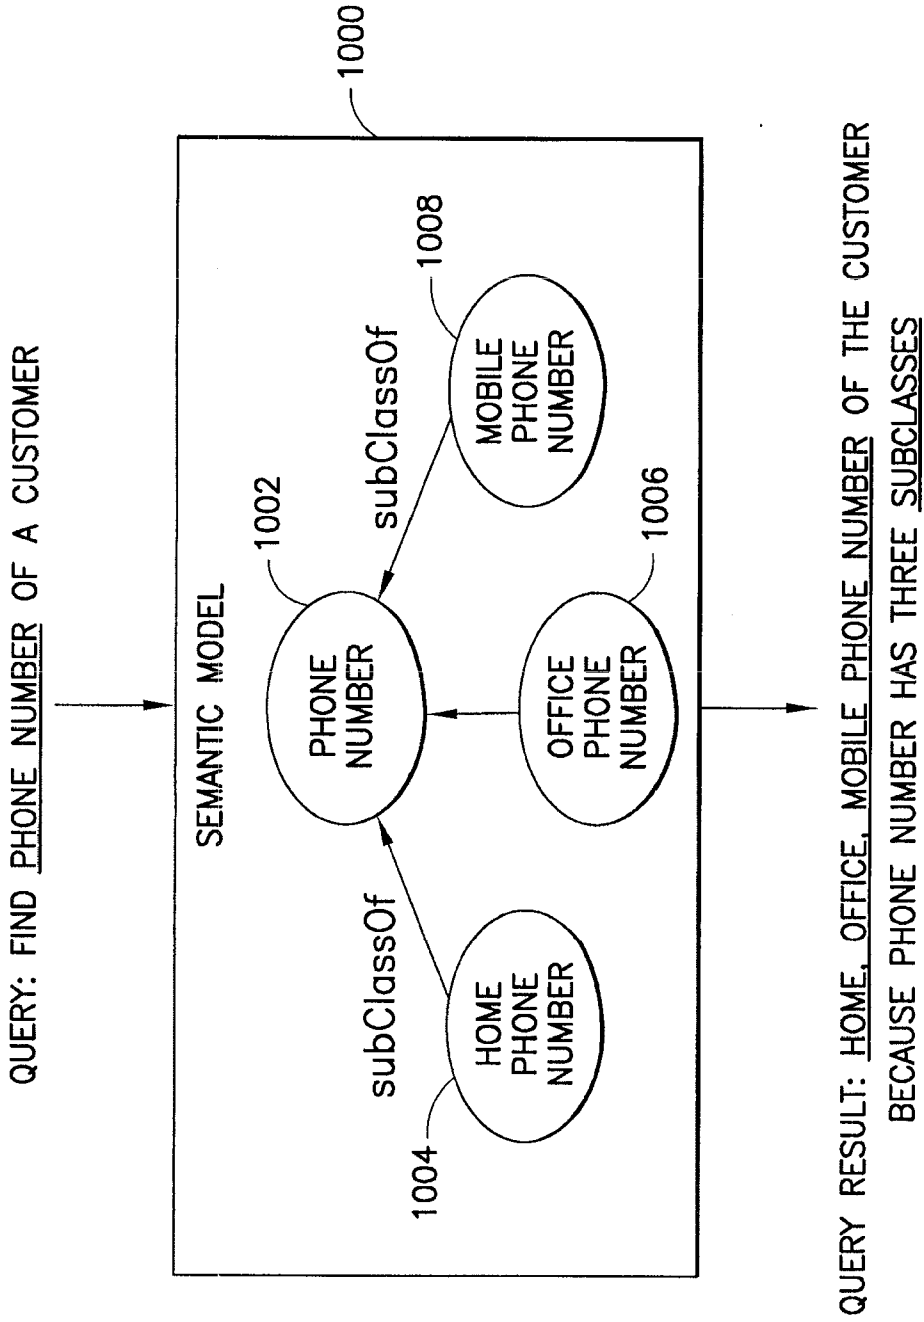 QUERY: FIND PHONE NUMBER OF A CUSTOMER
1000
SEMANTIC MODEL
1002
PHONE
NUMBER
subClassOf
subClassOf
1008
1004
HOME
PHONE
NUMBER
OFFICE
PHONE
NUMBER
1006
MOBILE
PHONE
NUMBER
QUERY RESULT: HOME, OFFICE, MOBILE PHONE NUMBER OF THE CUSTOMER
BECAUSE PHONE NUMBER HAS THREE SUBCLASSES